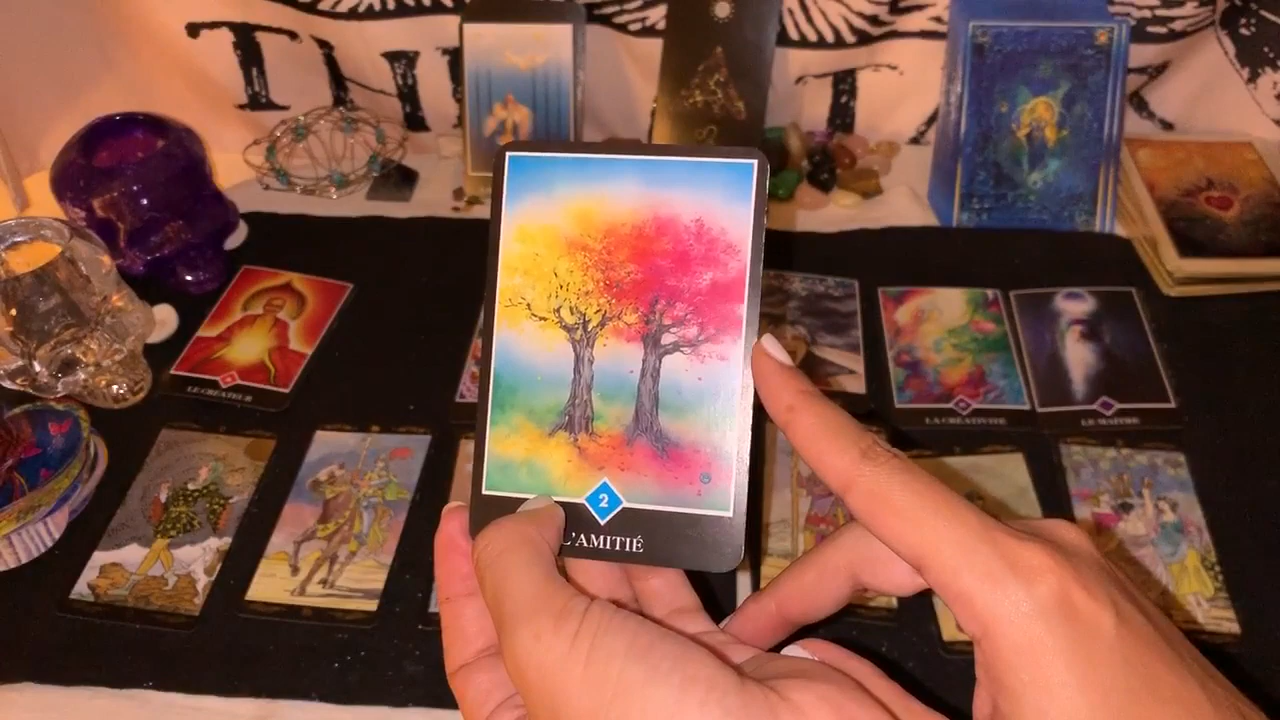 2
L'AMITIÉ
LE CRÉATEUR
LA CRÉATIVITÉ
LE MAÎTRE